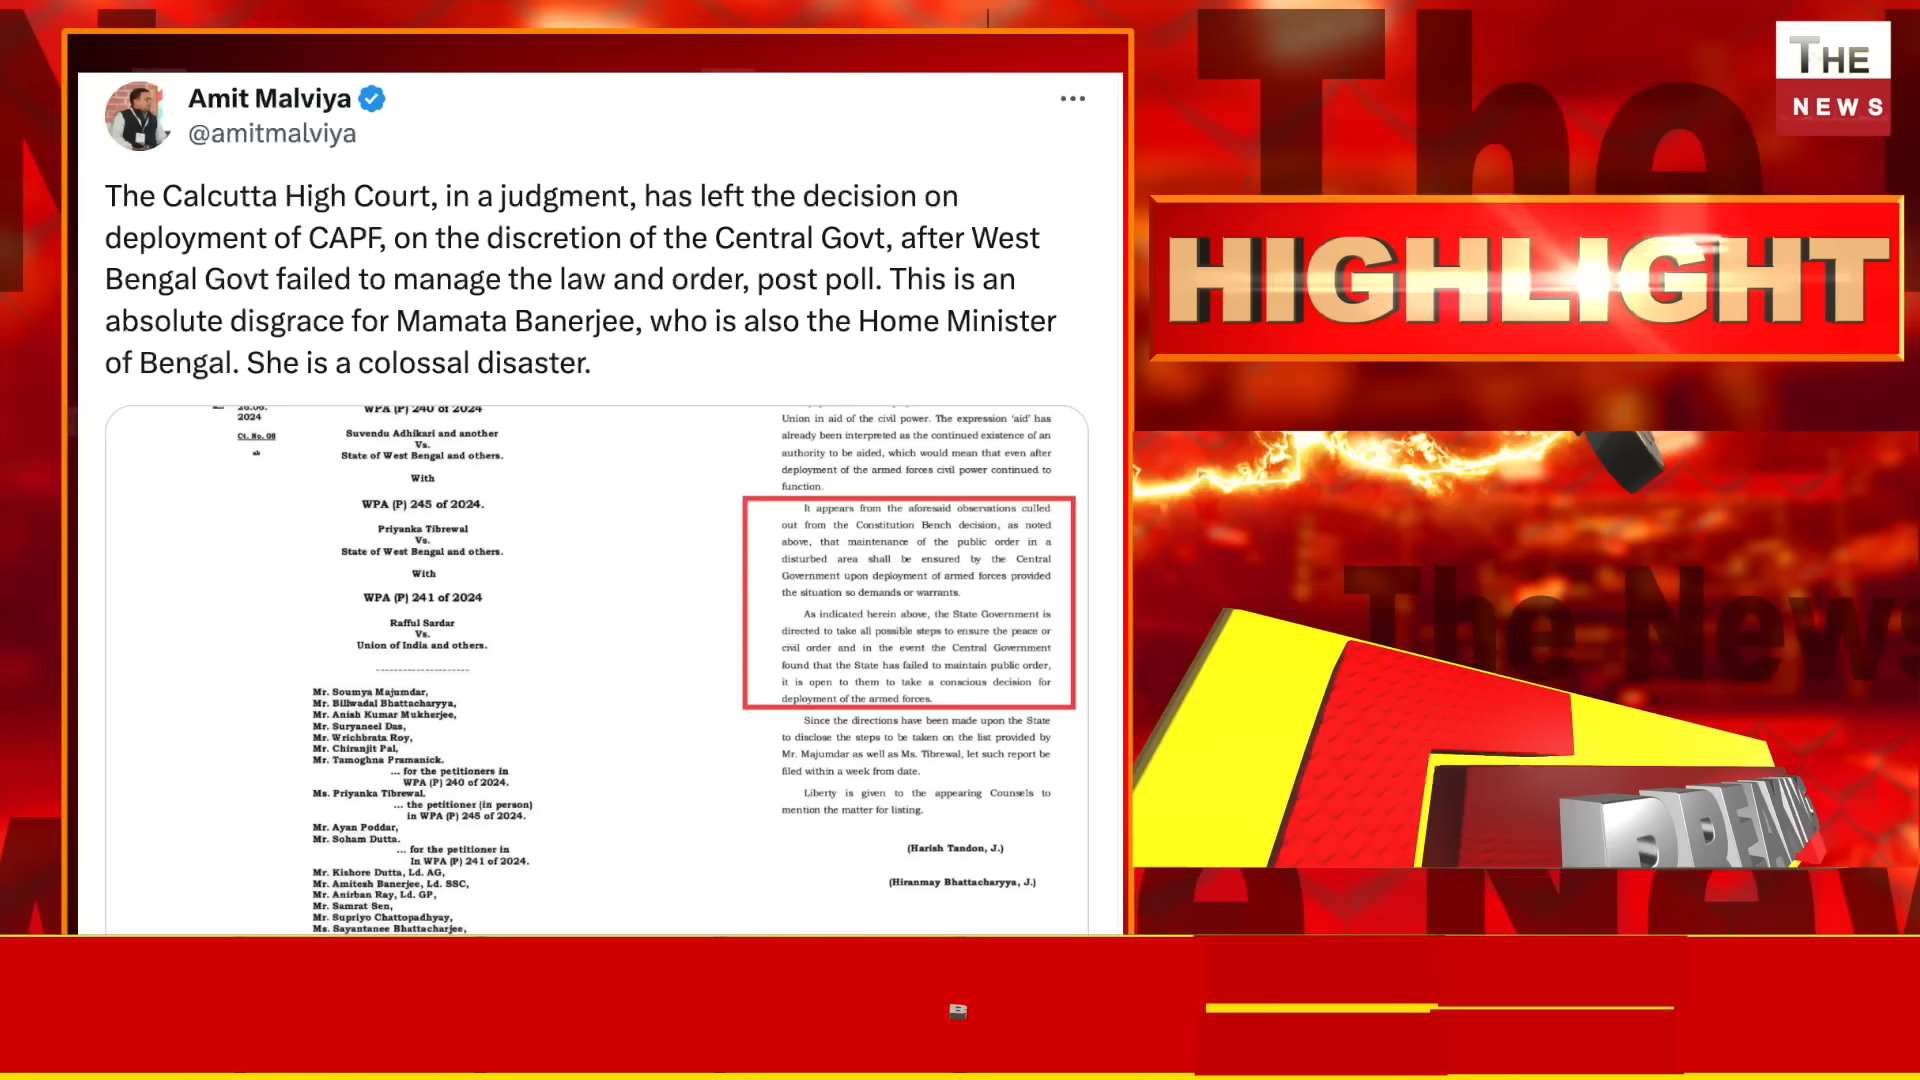 Amit Malviya
@amitmalviya
The Calcutta High Court, in a judgment, has left the decision on
deployment of CAPF, on the discretion of the Central Govt, after West
Bengal Govt failed to manage the law and order, post poll. This is an
absolute disgrace for Mamata Banerjee, who is also the Home Minister
of Bengal. She is a colossal disaster.
26.06.
2024
Ct. No. 08
ab
WPA (P) 240 of 2024
Suvendu Adhikari and another
Vs.
State of West Bengal and others.
With
WPA (P) 245 of 2024.
Priyanka Tibrewal
Vs.
State of West Bengal and others.
With
WPA (P) 241 of 2024
Rafful Sardar
Vs.
Union of India and others.
---------------------
Mr. Soumya Majumdar,
Mr. Billwadal Bhattacharyya,
Mr. Anish Kumar Mukherjee,
Mr. Suryaneel Das,
Mr. Wrichbrata Roy,
Mr. Chiranjit Pal,
Mr. Tamoghna Pramanick.
... for the petitioners in
WPA (P) 240 of 2024.
Ms. Priyanka Tibrewal.
... the petitioner (in person)
in WPA (P) 245 of 2024.
Mr. Ayan Poddar,
Mr. Soham Dutta.
... for the petitioner in
In WPA (P) 241 of 2024.
Mr. Kishore Dutta, Ld. AG,
Mr. Amitesh Banerjee, Ld. SSC,
Mr. Anirban Ray, Ld. GP,
Mr. Samrat Sen,
Mr. Supriyo Chattopadhyay,
Ms. Sayantanee Bhattacharjee,
Union in aid of the civil power. The expression ‘aid’ has
already been interpreted as the continued existence of an
authority to be aided, which would mean that even after
deployment of the armed forces civil power continued to
function.
It appears from the aforesaid observations culled
out from the Constitution Bench decision, as noted
above, that maintenance of the public order in a
disturbed area shall be ensured by the Central
Government upon deployment of armed forces provided
the situation so demands or warrants.
As indicated herein above, the State Government is
directed to take all possible steps to ensure the peace or
civil order and in the event the Central Government
found that the State has failed to maintain public order,
it is open to them to take a conscious decision for
deployment of the armed forces.
Since the directions have been made upon the State
to disclose the steps to be taken on the list provided by
Mr. Majumdar as well as Ms. Tibrewal, let such report be
filed within a week from date.
Liberty is given to the appearing Counsels to
mention the matter for listing.
(Harish Tandon, J.)
(Hiranmay Bhattacharyya, J.)
THE
NEWS
HIGHLIGHT
The
The News
BREAKING
e New